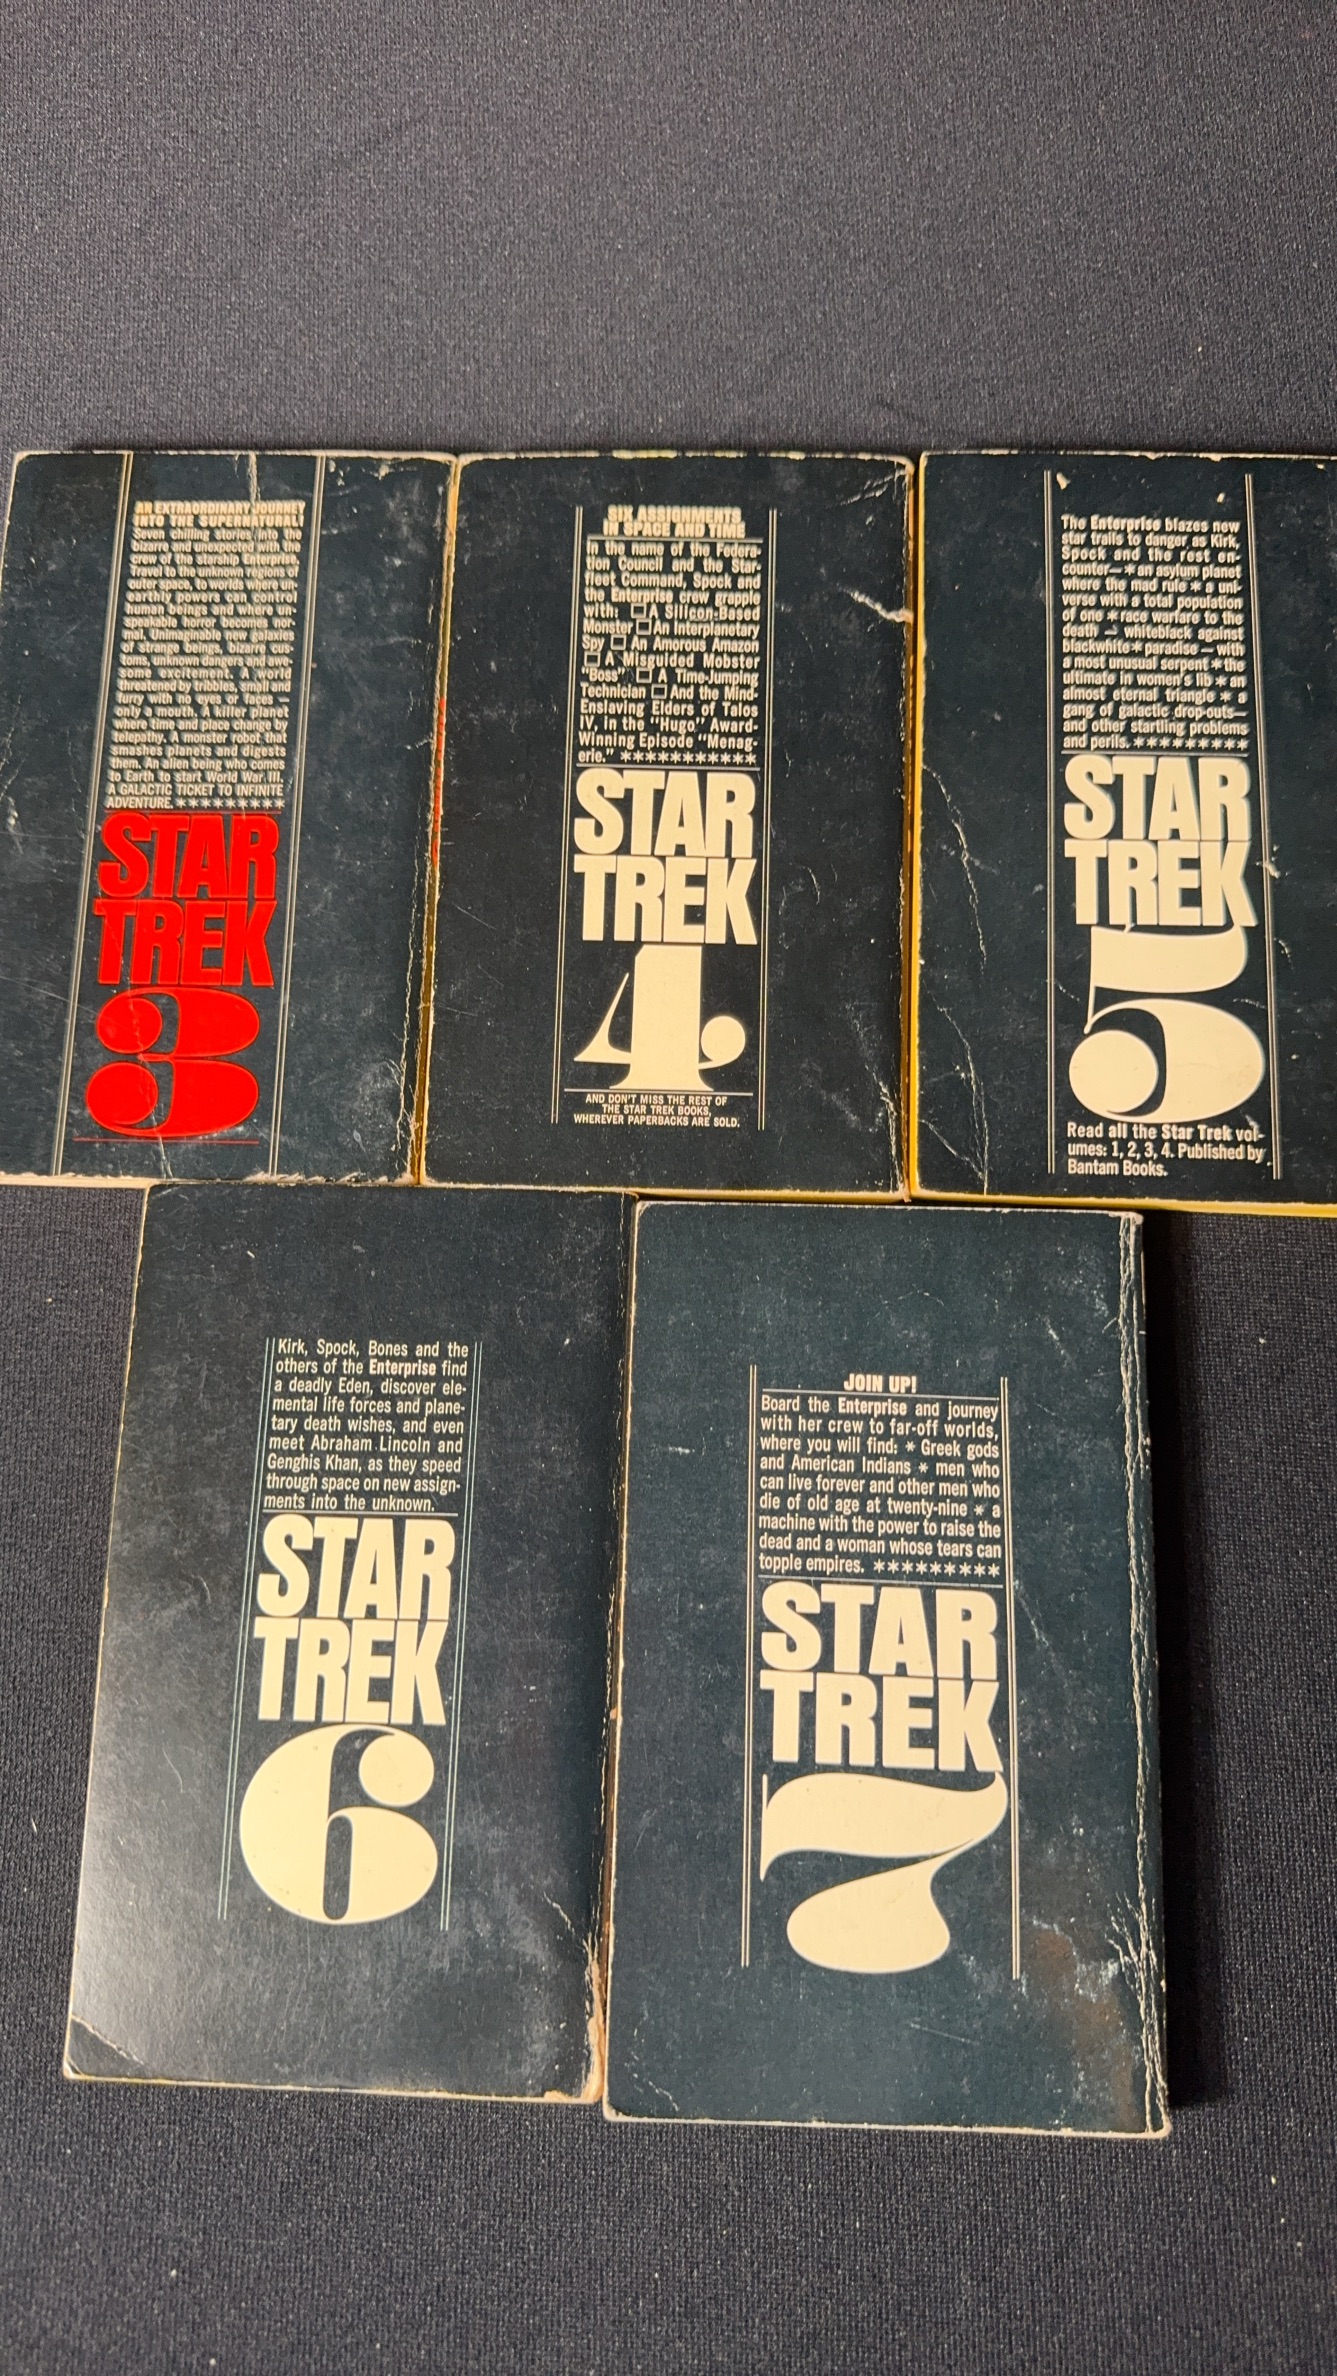 AN EXTRAORDINARY JOURNEY
INTO THE SUPERNATURAL!
Seven chilling stories into the
bizarre and unexpected with the
crew of the starship Enterprise.
Travel to the unknown regions of
outer space, to worlds where un-
earthly powers can control
human beings and where un-
speakable horror becomes nor-
mal. Unimaginable new galaxies
of strange beings, bizarre cus-
toms, unknown dangers and awe-
some excitement. A world
threatened by tribbles, small and
furry with no eyes or faces —
only a mouth. A killer planet
where time and place change by
telepathy. A monster robot that
smashes planets and digests
them. An alien being who comes
to Earth to start World War III.
A GALACTIC TICKET TO INFINITE
ADVENTURE. *********
STAR
TREK
3
SIX ASSIGNMENTS
IN SPACE AND TIME
In the name of the Federa-
tion Council and the Star-
fleet Command, Spock and
the Enterprise crew grapple
with: □ A Silicon-Based
Monster □ An Interplanetary
Spy □ An Amorous Amazon
□ A Misguided Mobster
"Boss" □ A Time-Jumping
Technician □ And the Mind-
Enslaving Elders of Talos
IV, in the "Hugo" Award-
Winning Episode "Menag-
erie." ***********
STAR
TREK
4
AND DON'T MISS THE REST OF
THE STAR TREK BOOKS,
WHEREVER PAPERBACKS ARE SOLD.
The Enterprise blazes new
star trails to danger as Kirk,
Spock and the rest en-
counter—* an asylum planet
where the mad rule * a uni-
verse with a total population
of one * race warfare to the
death — whiteblack against
blackwhite * paradise — with
a most unusual serpent * the
ultimate in women's lib * an
almost eternal triangle * a
gang of galactic drop-outs—
and other startling problems
and perils. *********
STAR
TREK
5
Read all the Star Trek vol-
umes: 1, 2, 3, 4. Published by
Bantam Books.
Kirk, Spock, Bones and the
others of the Enterprise find
a deadly Eden, discover ele-
mental life forces and plane-
tary death wishes, and even
meet Abraham Lincoln and
Genghis Khan, as they speed
through space on new assign-
ments into the unknown.
STAR
TREK
6
JOIN UP!
Board the Enterprise and journey
with her crew to far-off worlds,
where you will find: * Greek gods
and American Indians * men who
can live forever and other men who
die of old age at twenty-nine * a
machine with the power to raise the
dead and a woman whose tears can
topple empires. *********
STAR
TREK
7